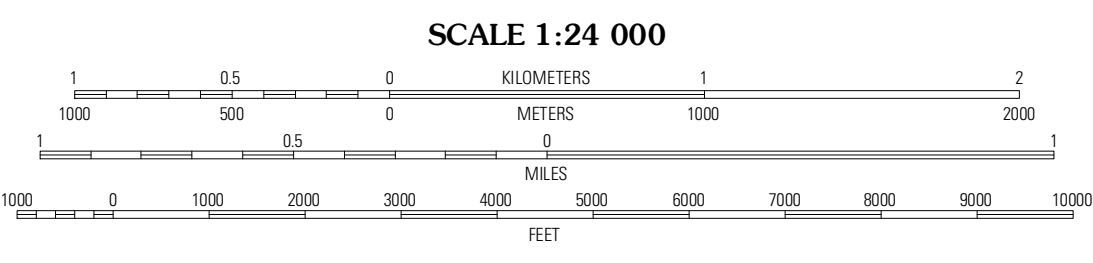 SCALE 1:24 000
1 0.5 0 KILOMETERS 1 2
1000 500 0 METERS 1000 2000
1 0.5 0 1
MILES
1000 0 1000 2000 3000 4000 5000 6000 7000 8000 9000 10000
FEET